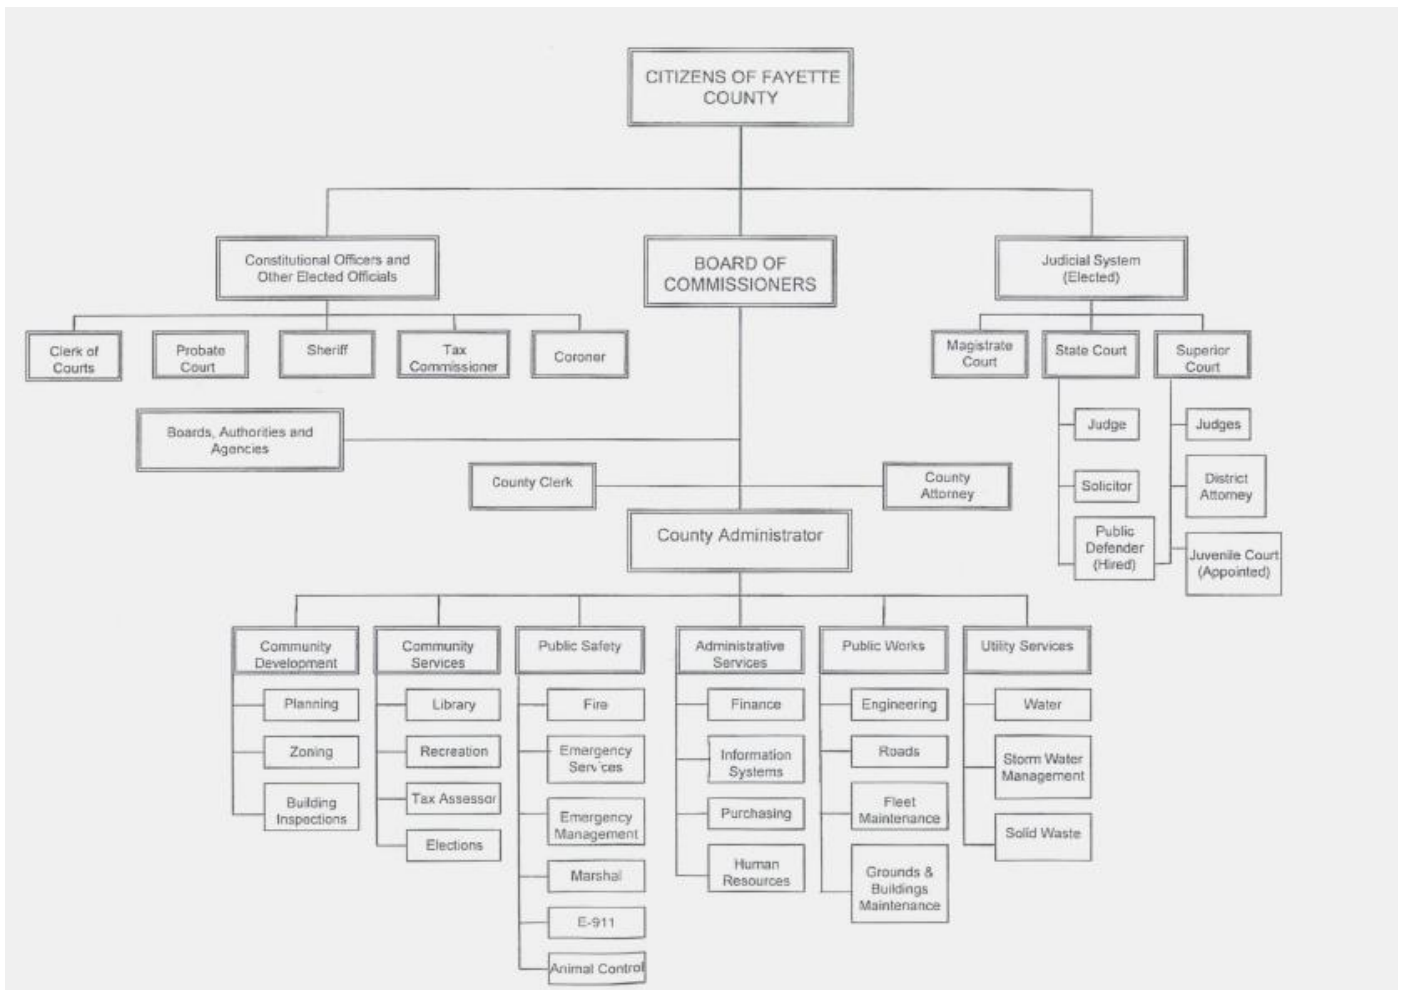 CITIZENS OF FAYETTE
COUNTY
Constitutional Officers and
Other Elected Officials
BOARD OF
COMMISSIONERS
Judicial System
(Elected)
Clerk of
Courts
Probate
Court
Sheriff
Tax
Commissioner
Coroner
Magistrate
Court
State Court
Superior
Court
Boards, Authorities and
Agencies
Judge
Judges
County Clerk
County
Attorney
Solicitor
District
Attorney
County Administrator
Public
Defender
(Hired)
Juvenile Court
(Appointed)
Community
Development
Community
Services
Public Safety
Administrative
Services
Public Works
Utility Services
Planning
Library
Fire
Finance
Engineering
Water
Zoning
Recreation
Emergency
Services
Information
Systems
Roads
Storm Water
Management
Building
Inspections
Tax Assessor
Emergency
Management
Purchasing
Fleet
Maintenance
Solid Waste
Elections
Marshal
Human
Resources
Grounds &
Buildings
Maintenance
E-911
Animal Control